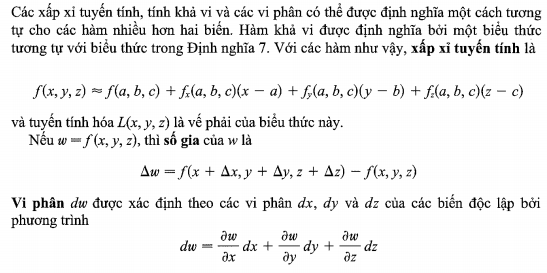 Các xấp xỉ tuyến tính, tính khả vi và các vi phân có thể được định nghĩa một cách tương
tự cho các hàm nhiều hơn hai biến. Hàm khả vi được định nghĩa bởi một biểu thức
tương tự với biểu thức trong Định nghĩa 7. Với các hàm như vậy, xấp xỉ tuyến tính là
f(x, y, z) ≈ f(a, b, c) + fₓ(a, b, c)(x − a) + f_y(a, b, c)(y − b) + f_z(a, b, c)(z − c)
và tuyến tính hóa L(x, y, z) là vế phải của biểu thức này.
Nếu w = f(x, y, z), thì số gia của w là
Δw = f(x + Δx, y + Δy, z + Δz) − f(x, y, z)
Vi phân dw được xác định theo các vi phân dx, dy và dz của các biến độc lập bởi
phương trình
dw = ∂w/∂x dx + ∂w/∂y dy + ∂w/∂z dz